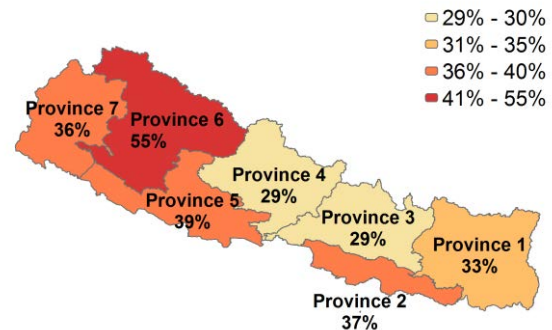 29% - 30%
31% - 35%
36% - 40%
41% - 55%
Province 7
36%
Province 6
55%
Province 4
29%
Province 5
39%
Province 3
29%
Province 1
33%
Province 2
37%